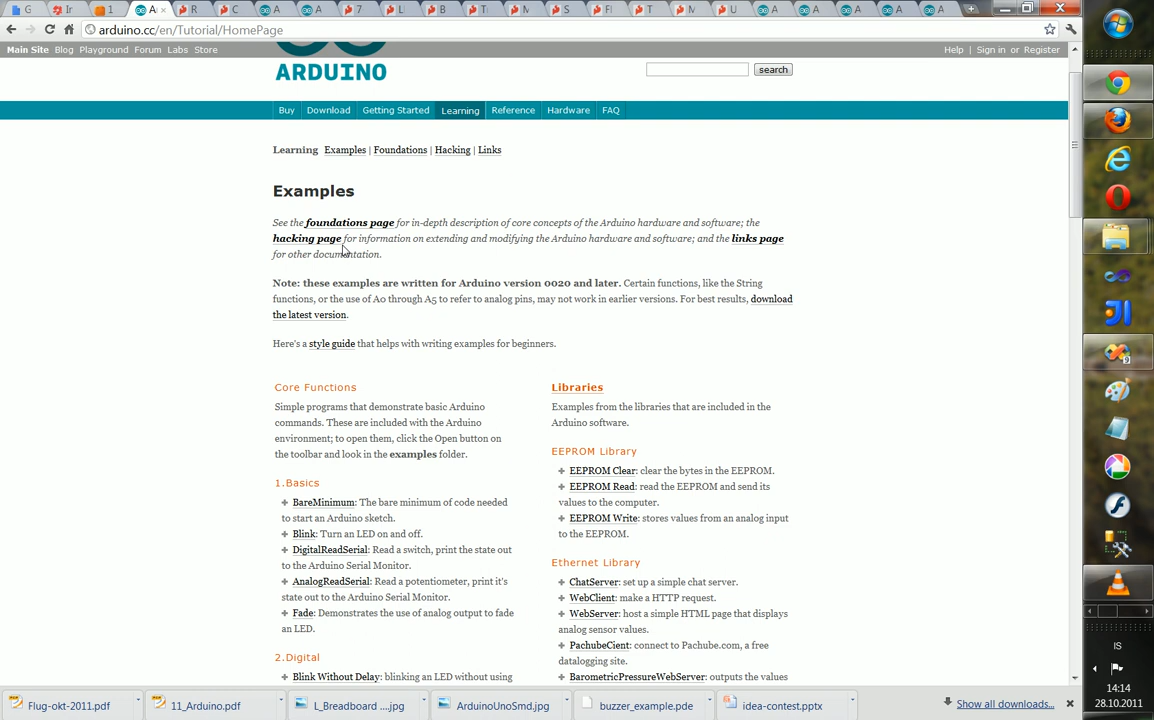 G
Ir
1
A
R
C
A
A
7
L
B
Tu
M
S
Fl
T
M
U
A
A
A
A
A
arduino.cc/en/Tutorial/HomePage
Main Site Blog Playground Forum Labs Store
Help | Sign in or Register
ARDUINO
search
Buy Download Getting Started Learning Reference Hardware FAQ
Learning Examples | Foundations | Hacking | Links
Examples
See the foundations page for in-depth description of core concepts of the Arduino hardware and software; the
hacking page for information on extending and modifying the Arduino hardware and software; and the links page
for other documentation.
Note: these examples are written for Arduino version 0020 and later. Certain functions, like the String
functions, or the use of A0 through A5 to refer to analog pins, may not work in earlier versions. For best results, download
the latest version.
Here's a style guide that helps with writing examples for beginners.
Core Functions
Simple programs that demonstrate basic Arduino
commands. These are included with the Arduino
environment; to open them, click the Open button on
the toolbar and look in the examples folder.
1.Basics
BareMinimum: The bare minimum of code needed
to start an Arduino sketch.
Blink: Turn an LED on and off.
DigitalReadSerial: Read a switch, print the state out
to the Arduino Serial Monitor.
AnalogReadSerial: Read a potentiometer, print it's
state out to the Arduino Serial Monitor.
Fade: Demonstrates the use of analog output to fade
an LED.
2.Digital
Blink Without Delay: blinking an LED without using
Libraries
Examples from the libraries that are included in the
Arduino software.
EEPROM Library
EEPROM Clear: clear the bytes in the EEPROM.
EEPROM Read: read the EEPROM and send its
values to the computer.
EEPROM Write: stores values from an analog input
to the EEPROM.
Ethernet Library
ChatServer: set up a simple chat server.
WebClient: make a HTTP request.
WebServer: host a simple HTML page that displays
analog sensor values.
PachubeCient: connect to Pachube.com, a free
datalogging site.
BarometricPressureWebServer: outputs the values
Flug-okt-2011.pdf
11_Arduino.pdf
L_Breadboard ....jpg
ArduinoUnoSmd.jpg
buzzer_example.pde
idea-contest.pptx
Show all downloads...
IS
14:14
28.10.2011